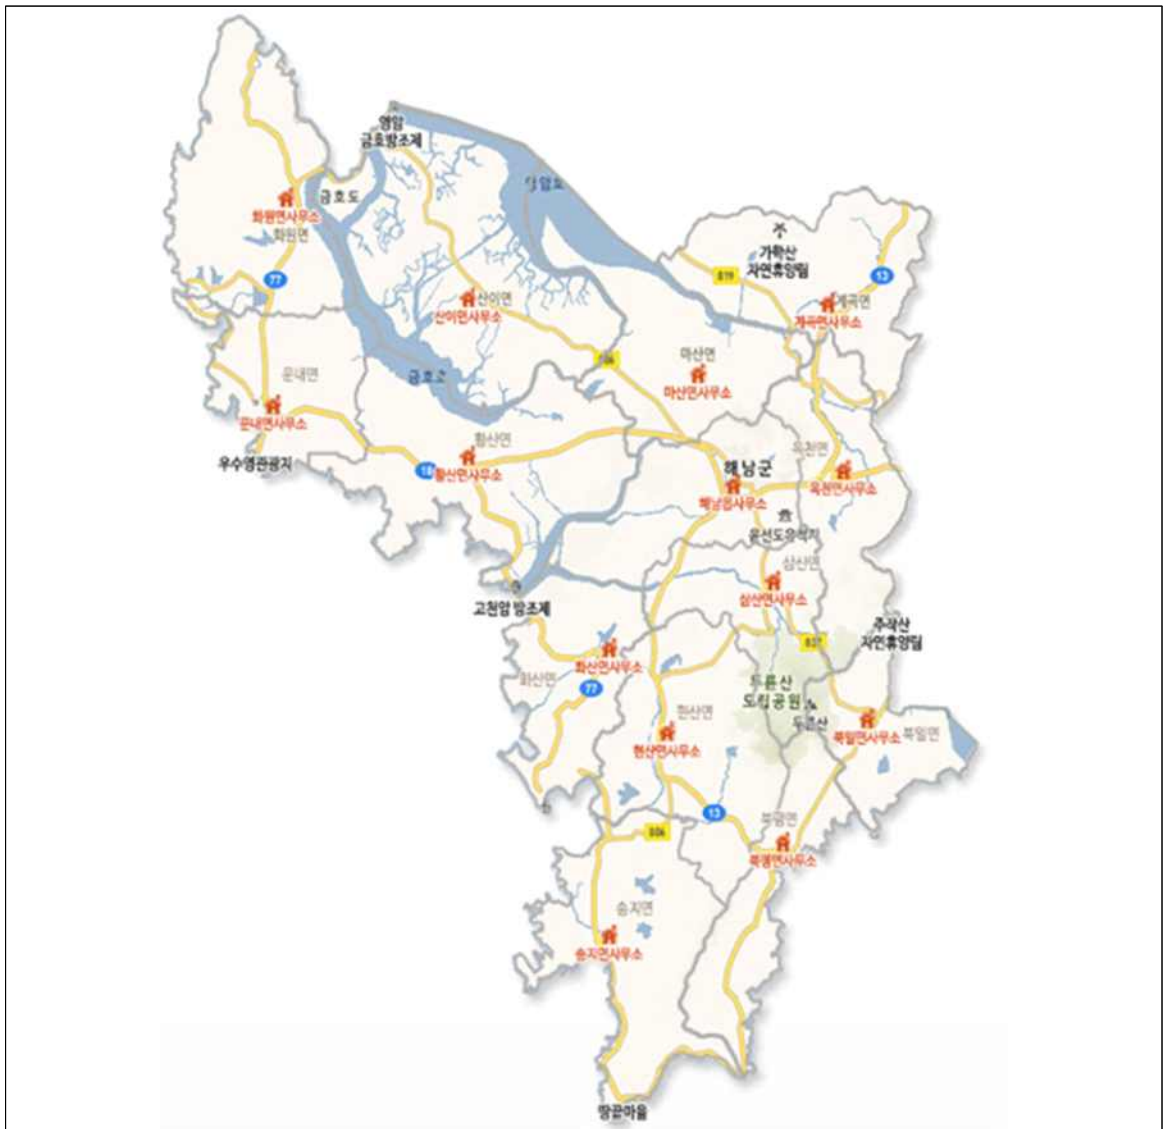 영암
금호방조제
금호도
화원면사무소
화원면
77
가학산
자연휴양림
819
13
계곡면
계곡면사무소
산이면
산이면사무소
806
마산면
마산면사무소
금호호
문내면
문내면사무소
우수영관광지
황산면
18
황산면사무소
해남군
해남읍사무소
옥천면
옥천면사무소
윤선도유적지
삼산면
삼산면사무소
고천암 방조제
827
주작산
자연휴양림
화산면사무소
화산면
77
두륜산
도립공원
두륜산
현산면
현산면사무소
북일면사무소
북일면
13
806
북평면
북평면사무소
송지면
송지면사무소
땅끝마을